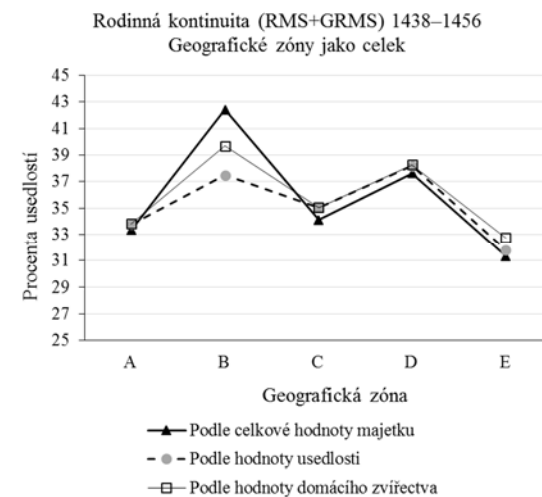 Rodinná kontinuita (RMS+GRMS) 1438–1456
Geografické zóny jako celek
Procenta usedlostí
45
43
41
39
37
35
33
31
29
27
25
A B C D E
Geografická zóna
Podle celkové hodnoty majetku
Podle hodnoty usedlosti
Podle hodnoty domácího zvířectva